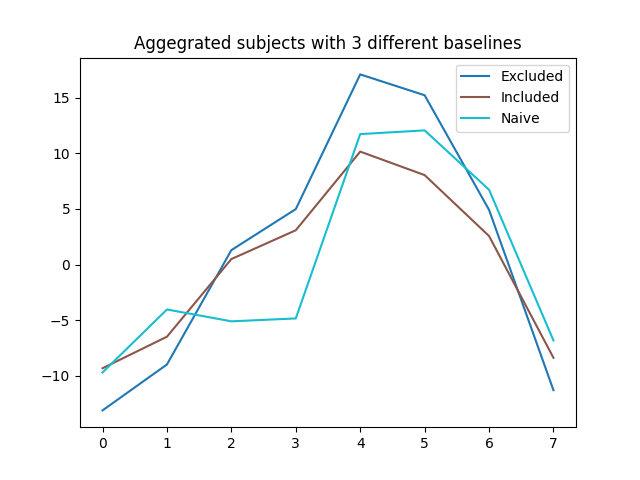 Aggegrated subjects with 3 different baselines
Excluded
Included
Naive
15
10
5
0
−5
−10
0 1 2 3 4 5 6 7